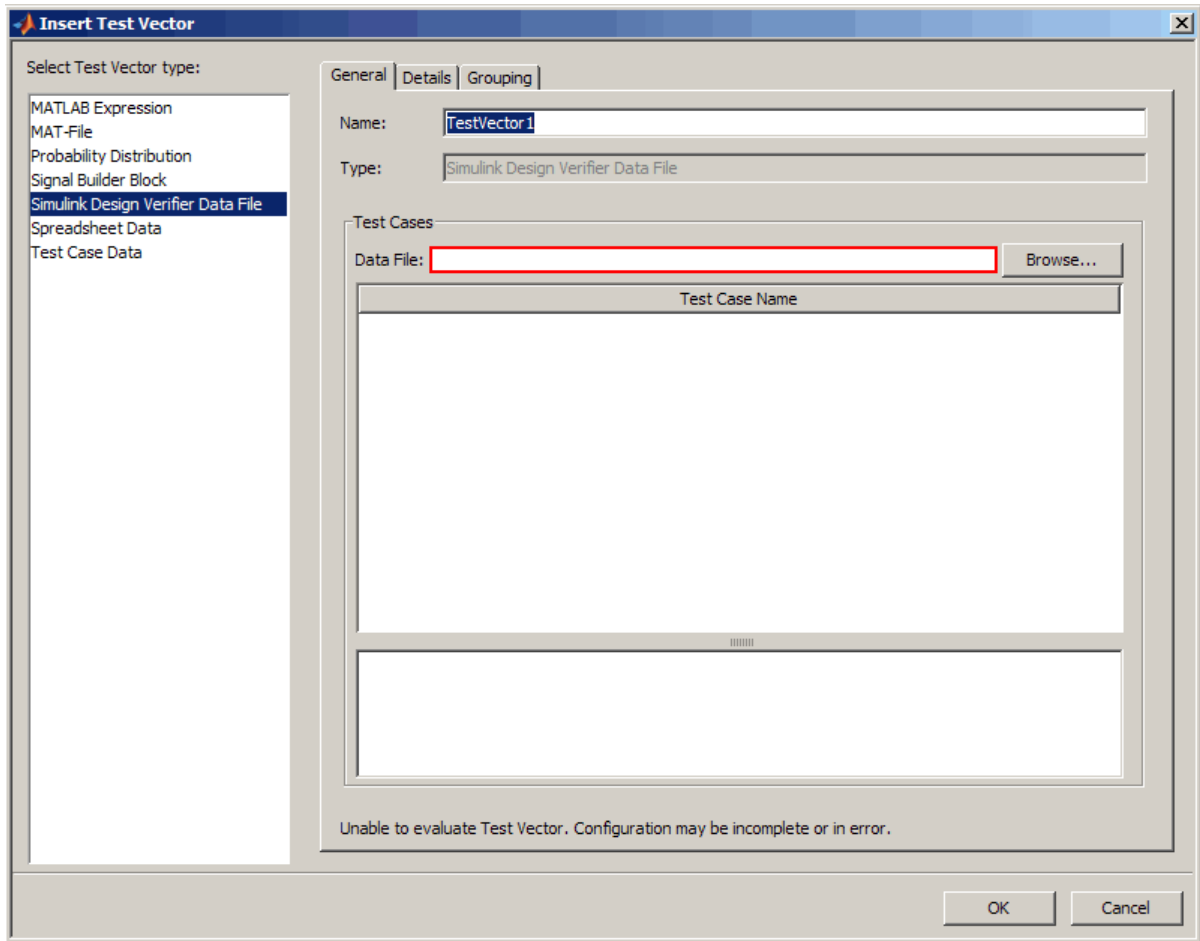 Insert Test Vector
Select Test Vector type:
MATLAB Expression
MAT-File
Probability Distribution
Signal Builder Block
Simulink Design Verifier Data File
Spreadsheet Data
Test Case Data
General
Details
Grouping
Name:
TestVector1
Type:
Simulink Design Verifier Data File
Test Cases
Data File:
Browse...
Test Case Name
Unable to evaluate Test Vector. Configuration may be incomplete or in error.
OK
Cancel